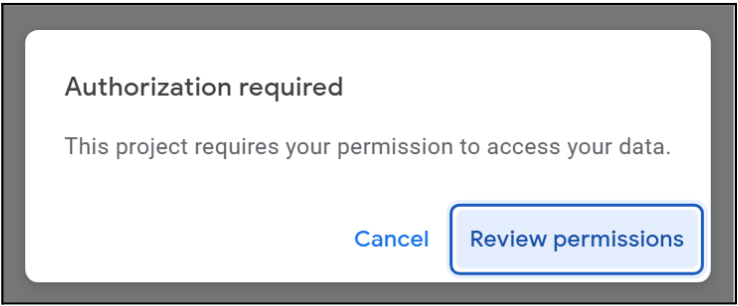 Authorization required
This project requires your permission to access your data.
Cancel Review permissions